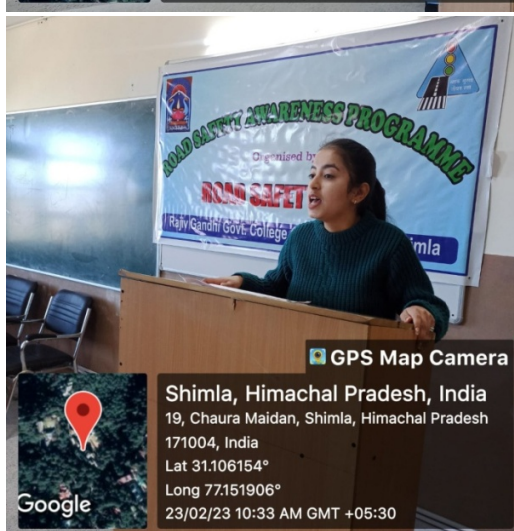 ROAD SAFETY AWARENESS PROGRAMME
Organised by
ROAD SAFETY
Rajiv Gandhi Govt. College
Shimla
GPS Map Camera
Shimla, Himachal Pradesh, India
19, Chaura Maidan, Shimla, Himachal Pradesh
171004, India
Lat 31.106154°
Long 77.151906°
23/02/23 10:33 AM GMT +05:30
Google